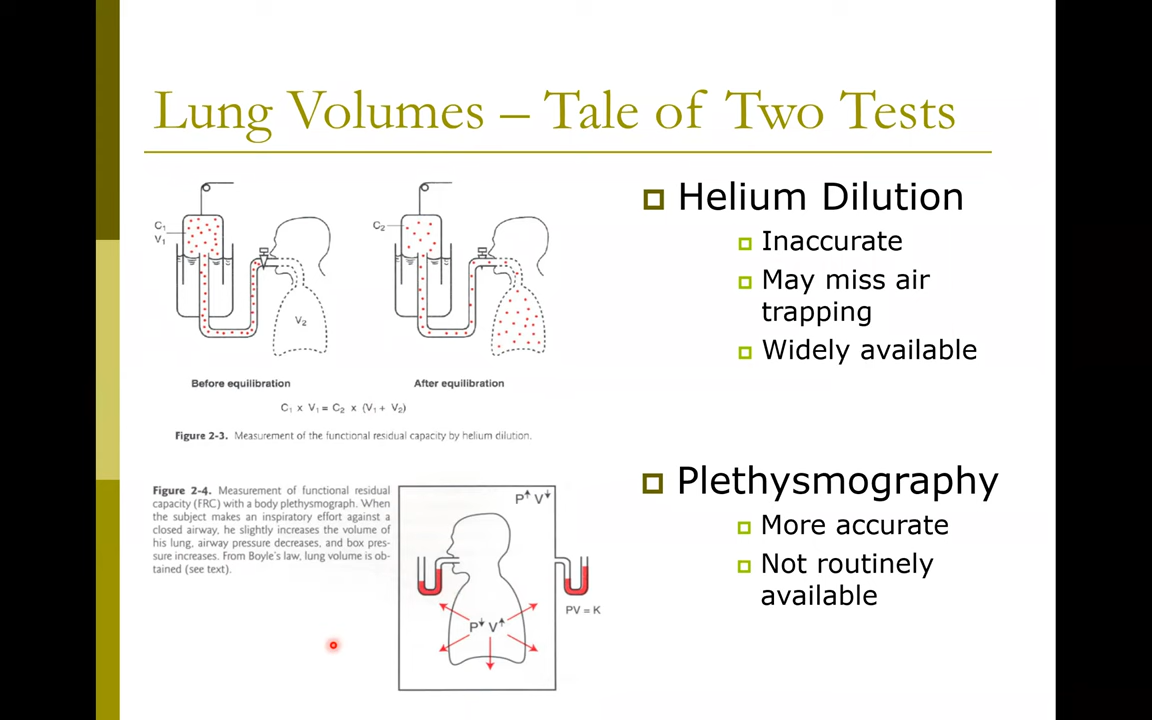 Lung Volumes – Tale of Two Tests
C₁
V₁
C₂
V₂
Before equilibration
After equilibration
C₁ x V₁ = C₂ x (V₁ + V₂)
Figure 2-3. Measurement of the functional residual capacity by helium dilution.
Figure 2-4. Measurement of functional residual
capacity (FRC) with a body plethysmograph. When
the subject makes an inspiratory effort against a
closed airway, he slightly increases the volume of
his lung, airway pressure decreases, and box pres-
sure increases. From Boyle's law, lung volume is ob-
tained (see text).
P↑ V↓
P↓ V↑
PV = K
Helium Dilution
Inaccurate
May miss air
trapping
Widely available
Plethysmography
More accurate
Not routinely
available